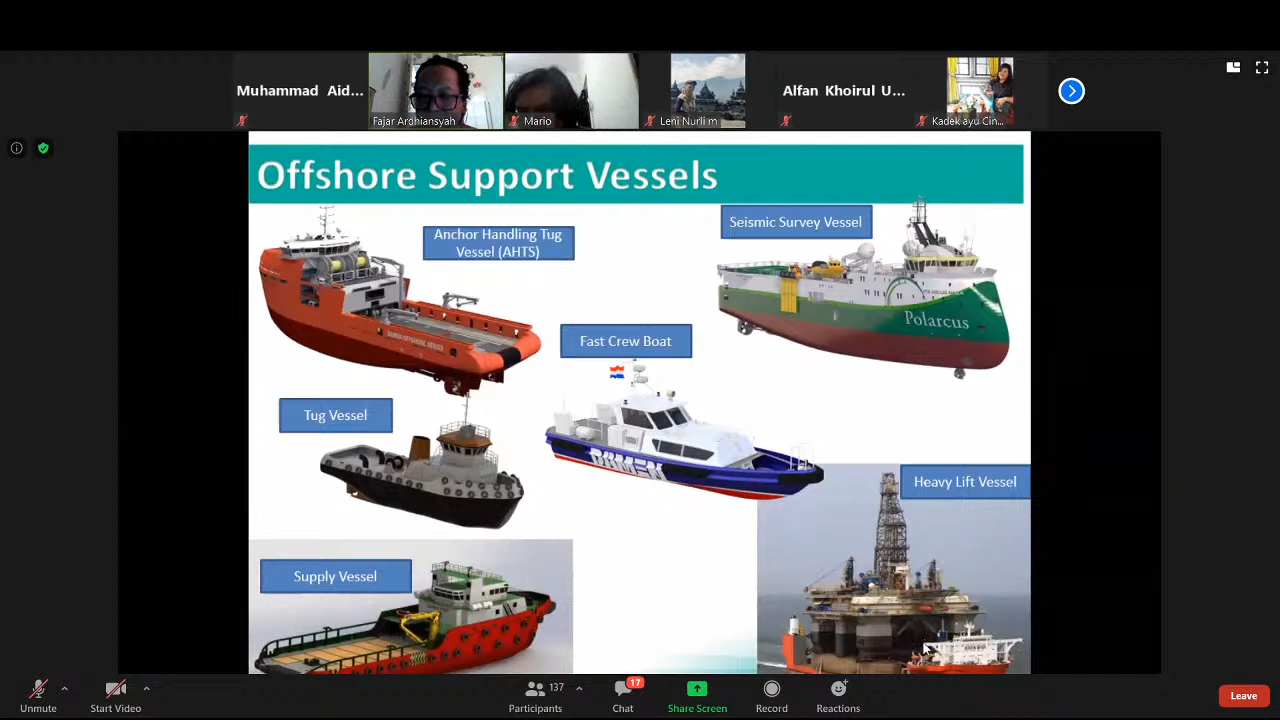 Muhammad Aid...
Fajar Ardhiansyah
Mario
Leni Nurli m
Alfan Khoirul U...
Kadek ayu Cin...
Offshore Support Vessels
Anchor Handling Tug
Vessel (AHTS)
Seismic Survey Vessel
Polarcus
Fast Crew Boat
Tug Vessel
DAMEN
Heavy Lift Vessel
Supply Vessel
Unmute
Start Video
137
Participants
17
Chat
Share Screen
Record
Reactions
Leave